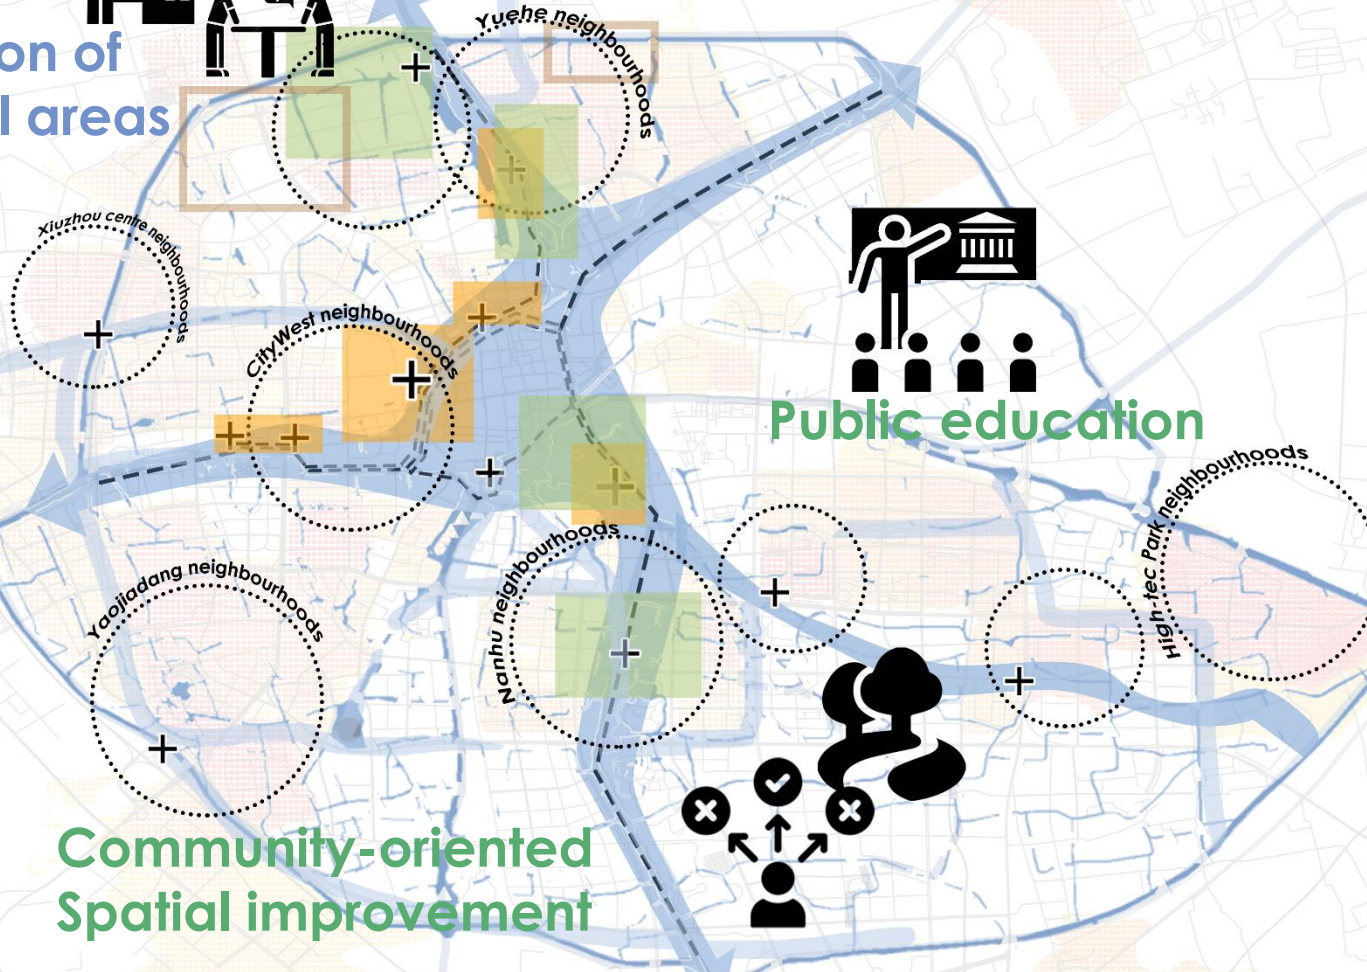 Yuehe neighbourhoods
on of
l areas
Xiuzhou centre neighbourhoods
CityWest neighbourhoods
Public education
High-tec Park neighbourhoods
Nanhu neighbourhoods
Yaojiadang neighbourhoods
Community-oriented
Spatial improvement